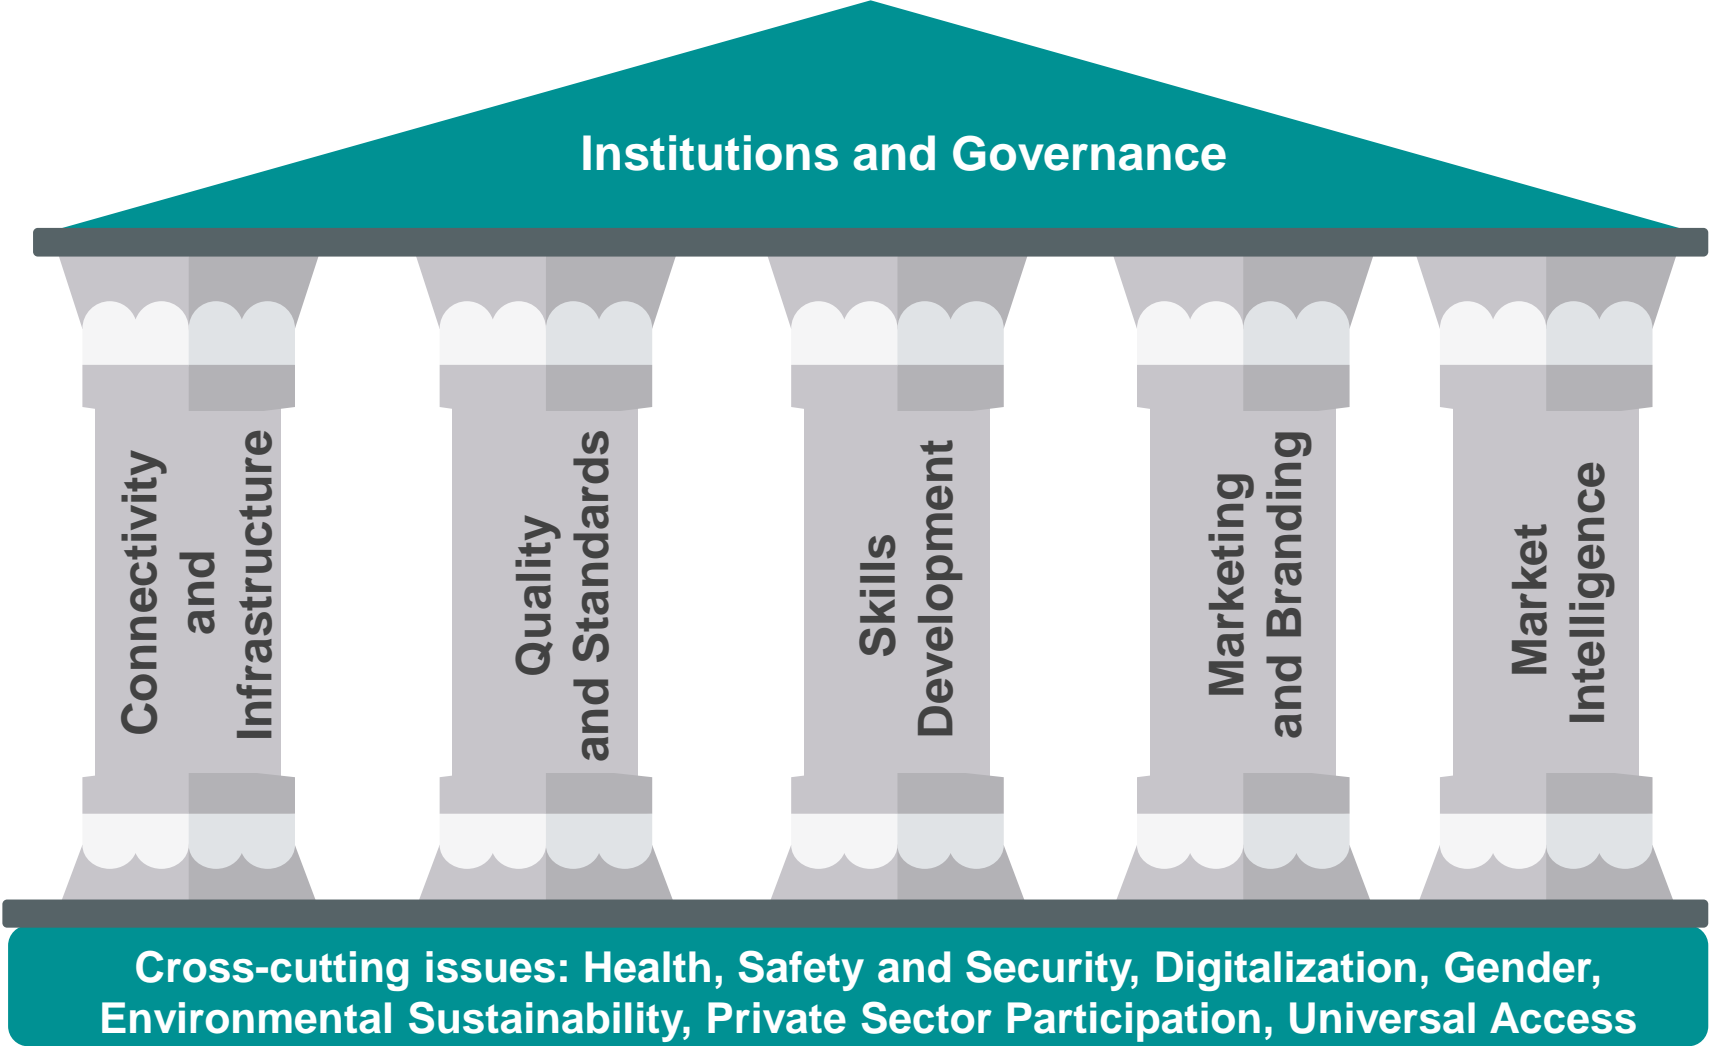 Institutions and Governance
Connectivity
and
Infrastructure
Quality
and Standards
Skills
Development
Marketing
and Branding
Market
Intelligence
Cross-cutting issues: Health, Safety and Security, Digitalization, Gender,
Environmental Sustainability, Private Sector Participation, Universal Access